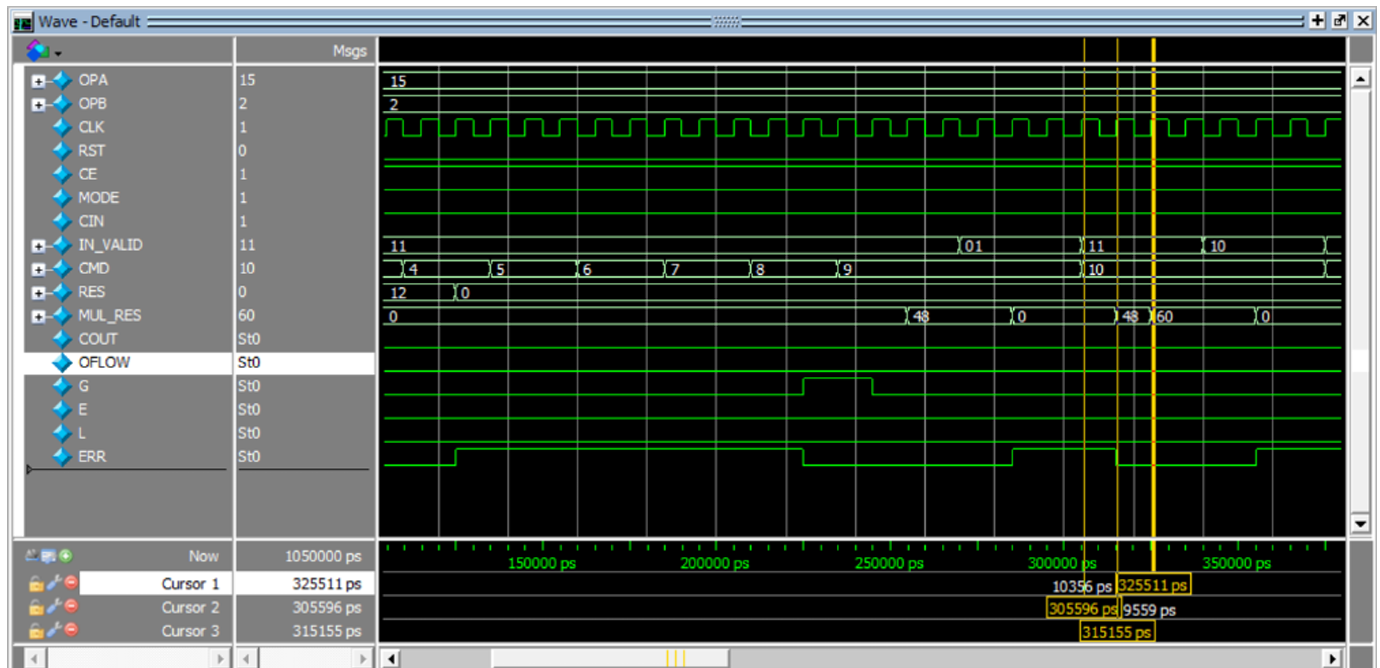 Wave - Default
Msgs
OPA 15 15
OPB 2 2
CLK 1
RST 0
CE 1
MODE 1
CIN 1
IN_VALID 11 11 01 11 10
CMD 10 4 5 6 7 8 9 10
RES 0 12 0
MUL_RES 60 0 48 0 48 60 0
COUT St0
OFLOW St0
G St0
E St0
L St0
ERR St0
Now 1050000 ps 150000 ps 200000 ps 250000 ps 300000 ps 350000 ps
Cursor 1 325511 ps 10356 ps 325511 ps
Cursor 2 305596 ps 305596 ps 9559 ps
Cursor 3 315155 ps 315155 ps